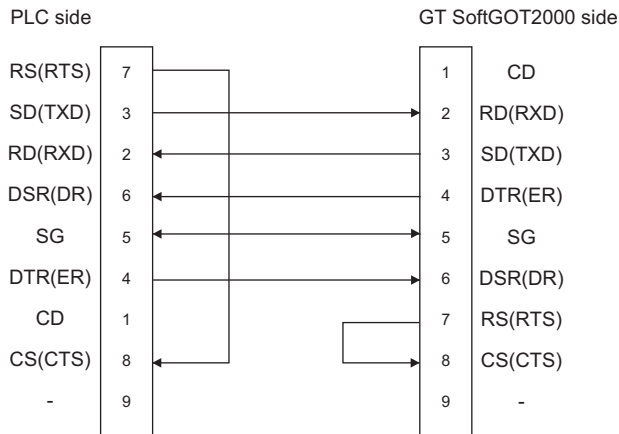 PLC side GT SoftGOT2000 side
RS(RTS) 7 1 CD
SD(TXD) 3 2 RD(RXD)
RD(RXD) 2 3 SD(TXD)
DSR(DR) 6 4 DTR(ER)
SG 5 5 SG
DTR(ER) 4 6 DSR(DR)
CD 1 7 RS(RTS)
CS(CTS) 8 8 CS(CTS)
- 9 9 -